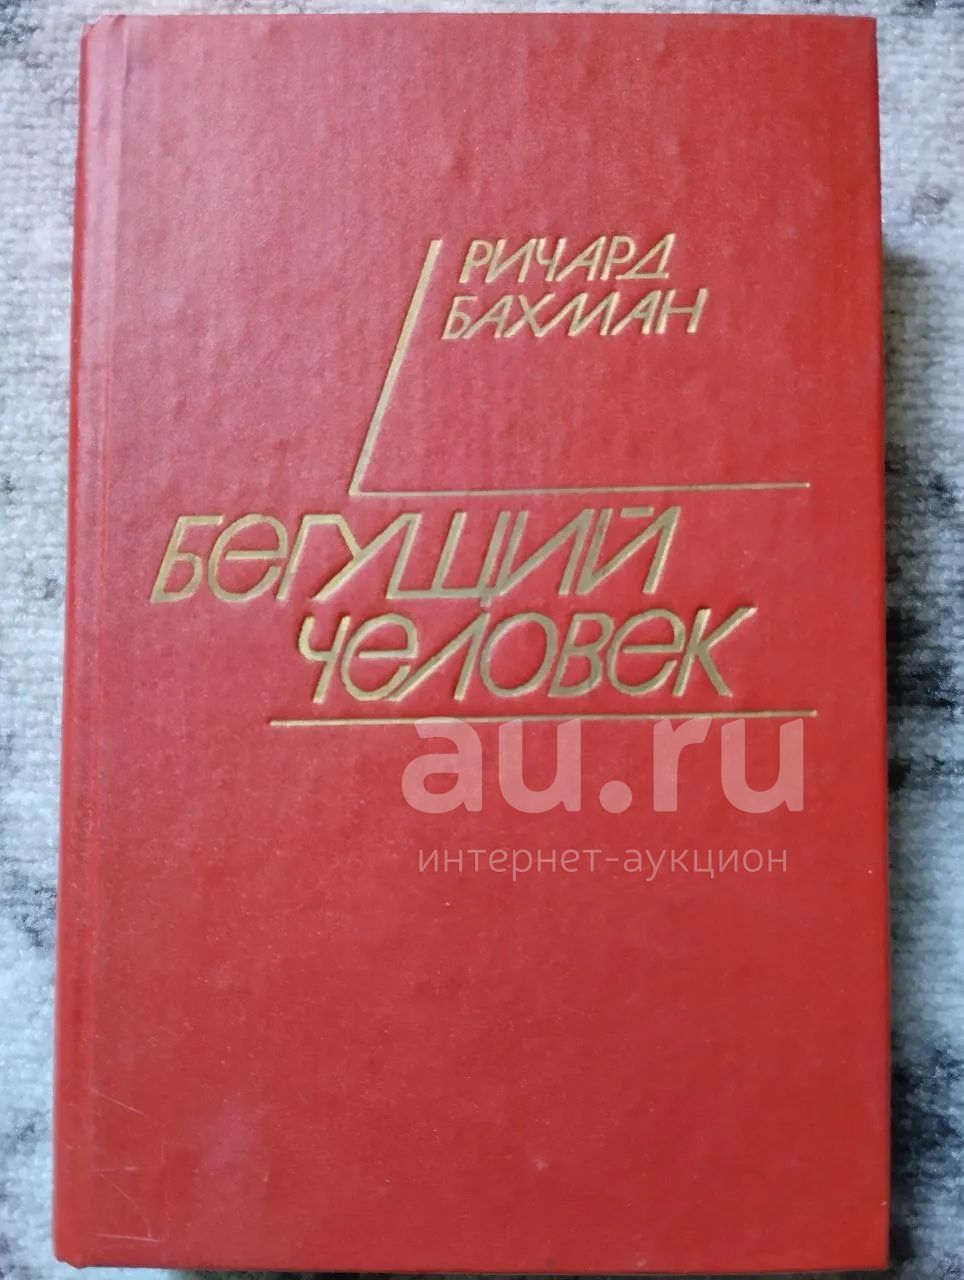 РИЧАРД
БАХМАН
БЕГУЩИЙ
ЧЕЛОВЕК
au.ru
интернет-аукцион